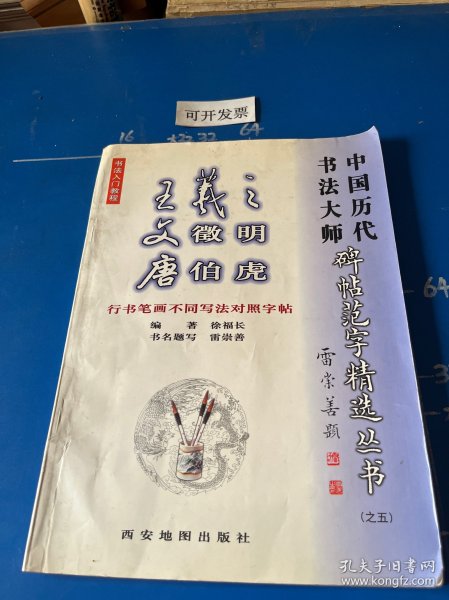 可开发票
16 32 64
书法入门教程
王羲之
文徵明
唐伯虎
行书笔画不同写法对照字帖
编 著 徐福长
书名题写 雷崇善
西安地图出版社
中国历代
书法大师
碑帖范字精选丛书
雷崇善题
(之五)
孔夫子旧书网
www.kongfz.com